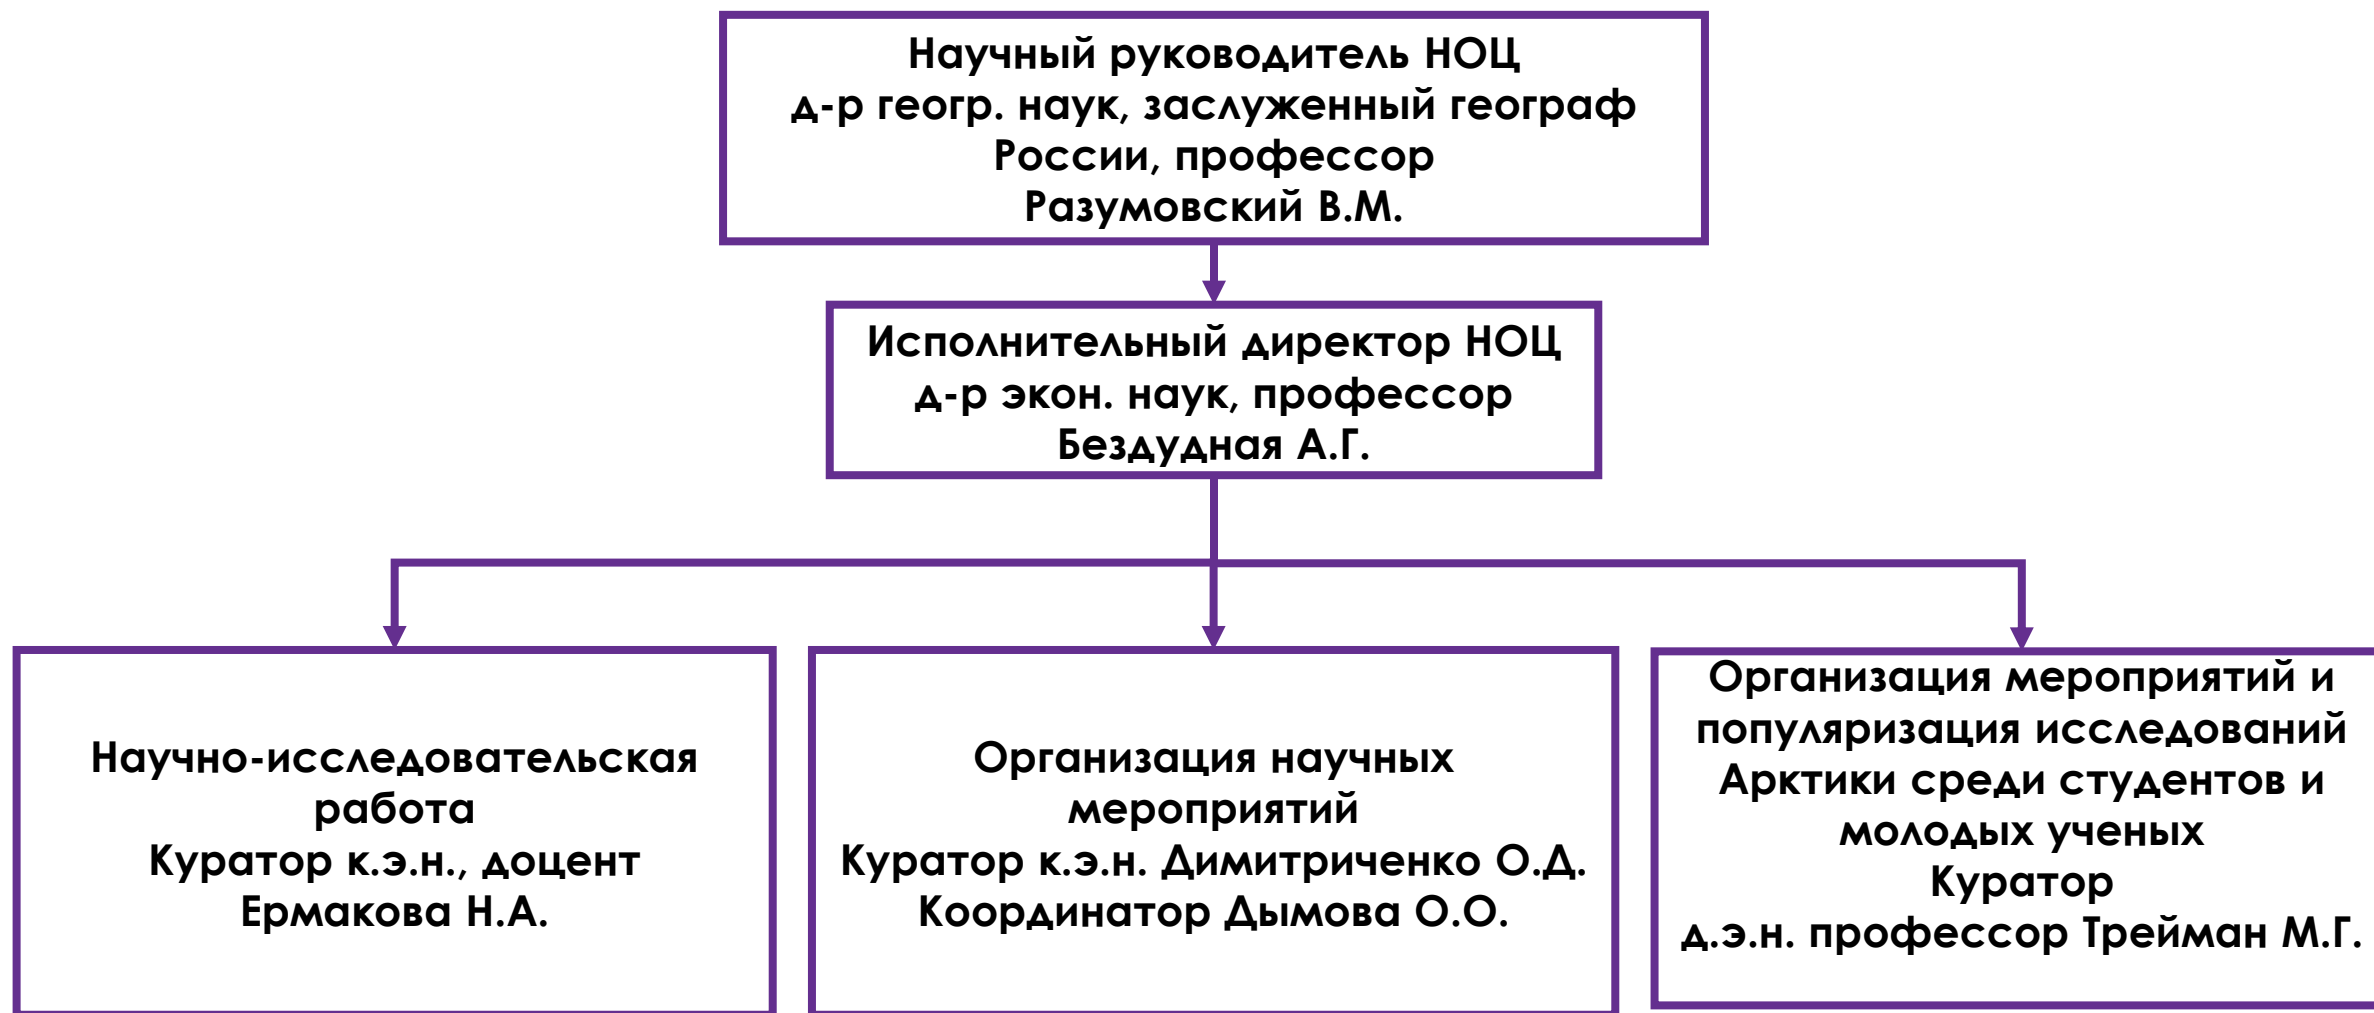 Научный руководитель НОЦ
д-р геогр. наук, заслуженный географ
России, профессор
Разумовский В.М.
Исполнительный директор НОЦ
д-р экон. наук, профессор
Бездудная А.Г.
Научно-исследовательская
работа
Куратор к.э.н., доцент
Ермакова Н.А.
Организация научных
мероприятий
Куратор к.э.н. Димитриченко О.Д.
Координатор Дымова О.О.
Организация мероприятий и
популяризация исследований
Арктики среди студентов и
молодых ученых
Куратор
д.э.н. профессор Трейман М.Г.